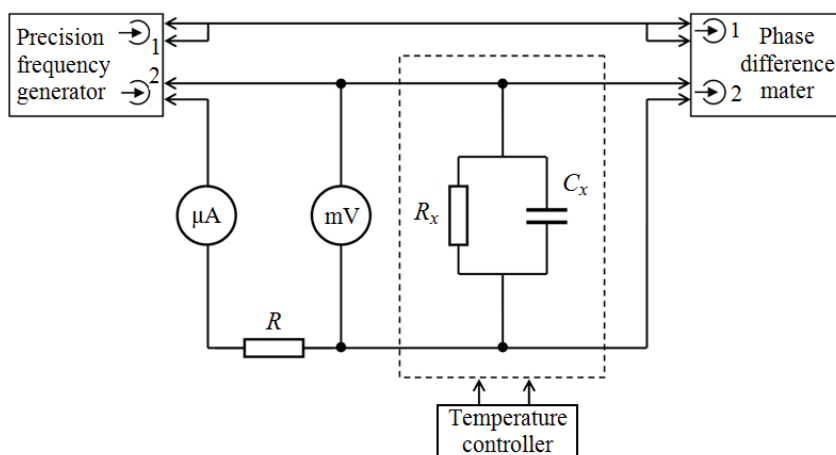 Precision
frequency
generator
1
2
1
2
Phase
difference
mater
μA
mV
Rx
Cx
R
Temperature
controller